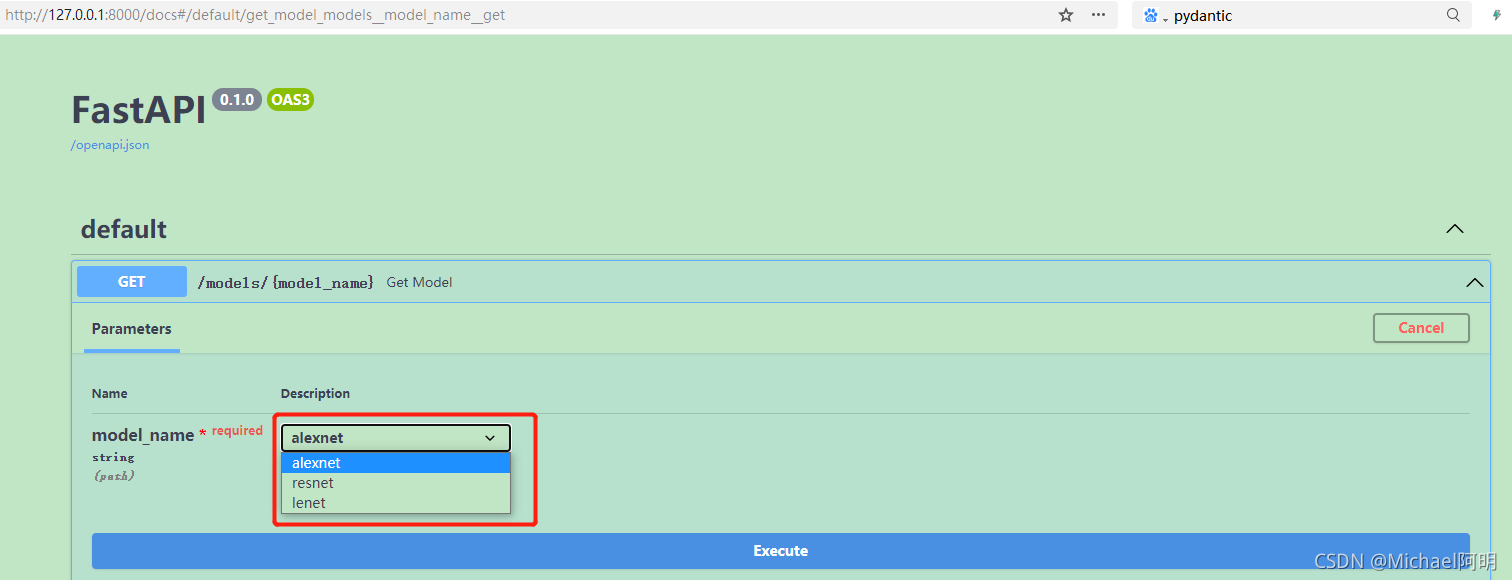 http://127.0.0.1:8000/docs#/default/get_model_models__model_name__get
pydantic
FastAPI 0.1.0 OAS3
/openapi.json
default
GET /models/{model_name} Get Model
Parameters
Cancel
Name Description
model_name * required
string
(path)
alexnet
alexnet
resnet
lenet
Execute
CSDN @Michael阿明